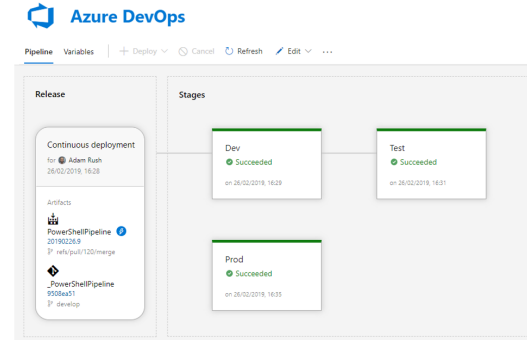 Azure DevOps
Pipeline Variables + Deploy Cancel Refresh Edit ...
Release
Stages
Continuous deployment
for Adam Rush
26/02/2019, 16:28
Artifacts
PowerShellPipeline
20190226.9
refs/pull/120/merge
_PowerShellPipeline
9508ea51
develop
Dev
Succeeded
on 26/02/2019, 16:29
Test
Succeeded
on 26/02/2019, 16:31
Prod
Succeeded
on 26/02/2019, 16:35